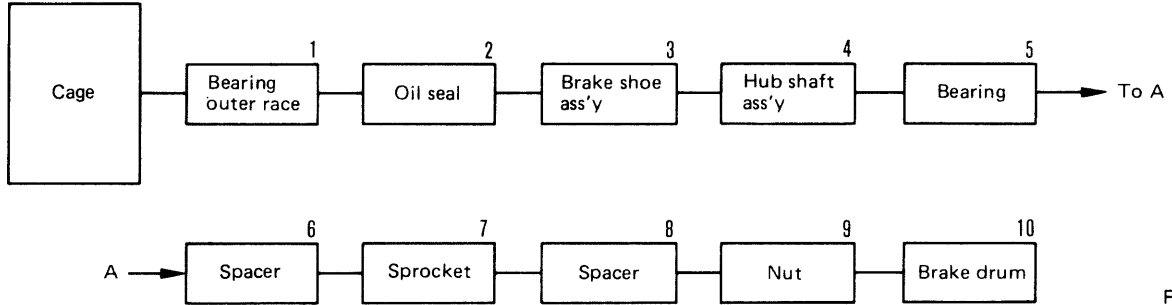 1 2 3 4 5
Cage
Bearing outer race
Oil seal
Brake shoe ass'y
Hub shaft ass'y
Bearing
To A
6 7 8 9 10
A
Spacer
Sprocket
Spacer
Nut
Brake drum
F